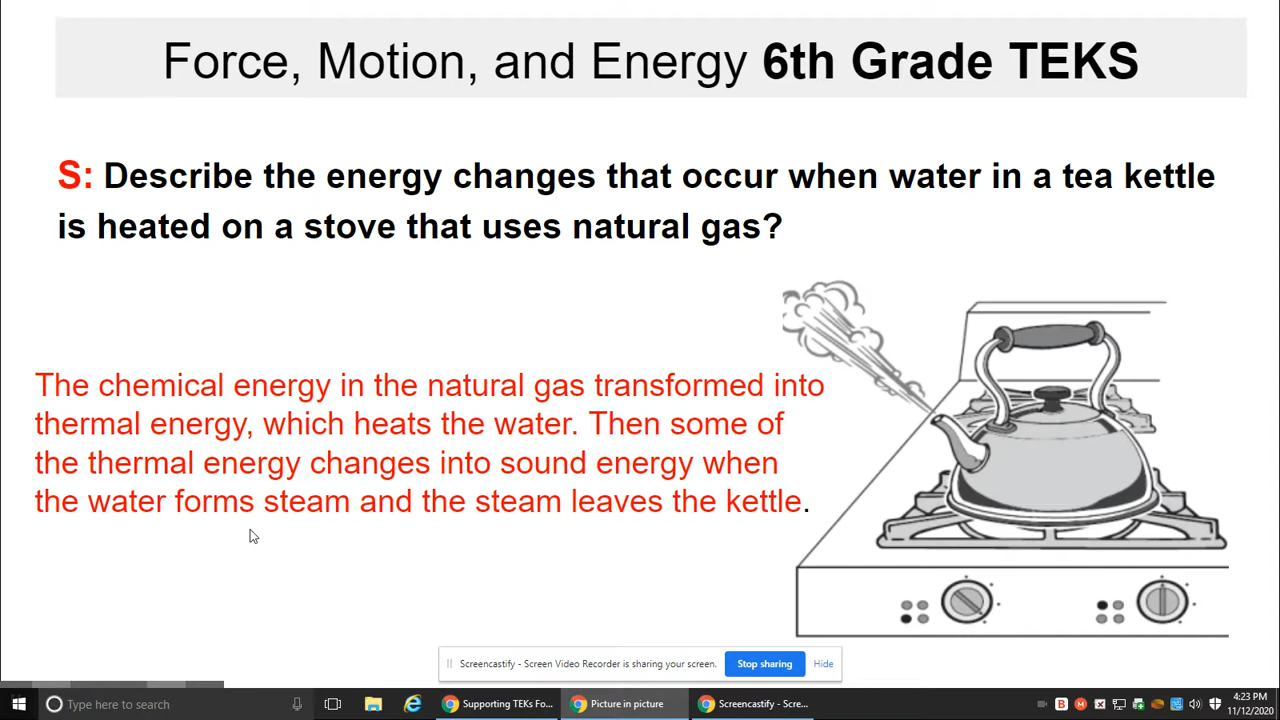 Force, Motion, and Energy 6th Grade TEKS
S: Describe the energy changes that occur when water in a tea kettle
is heated on a stove that uses natural gas?
The chemical energy in the natural gas transformed into
thermal energy, which heats the water. Then some of
the thermal energy changes into sound energy when
the water forms steam and the steam leaves the kettle.
Screencastify - Screen Video Recorder is sharing your screen.
Stop sharing
Hide
Type here to search
Supporting TEKs Fo...
Picture in picture
Screencastify - Scre...
4:23 PM
11/12/2020